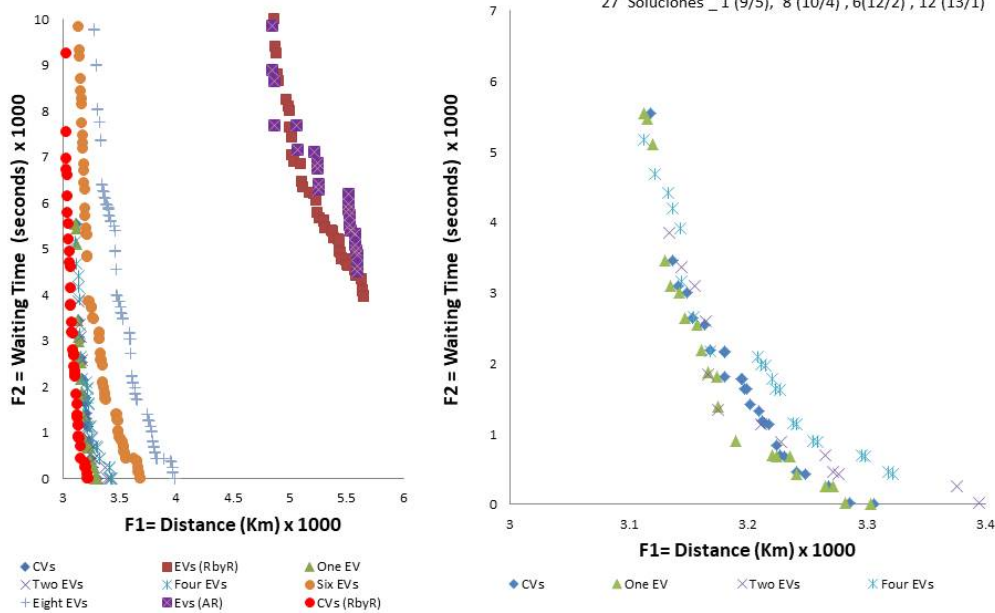 27 Soluciones _ 1 (9/5), 8 (10/4) , 6(12/2) , 12 (13/1)
10
9
8
7
6
5
4
3
2
1
0
F2 = Waiting Time (seconds) x 1000
3 3.5 4 4.5 5 5.5 6
F1= Distance (Km) x 1000
CVs EVs (RbyR) One EV
Two EVs Four EVs Six EVs
Eight EVs Evs (AR) CVs (RbyR)
7
6
5
4
3
2
1
0
F2 = Waiting Time (seconds) x 1000
3 3.1 3.2 3.3 3.4
F1= Distance (Km) x 1000
CVs One EV Two EVs Four EVs